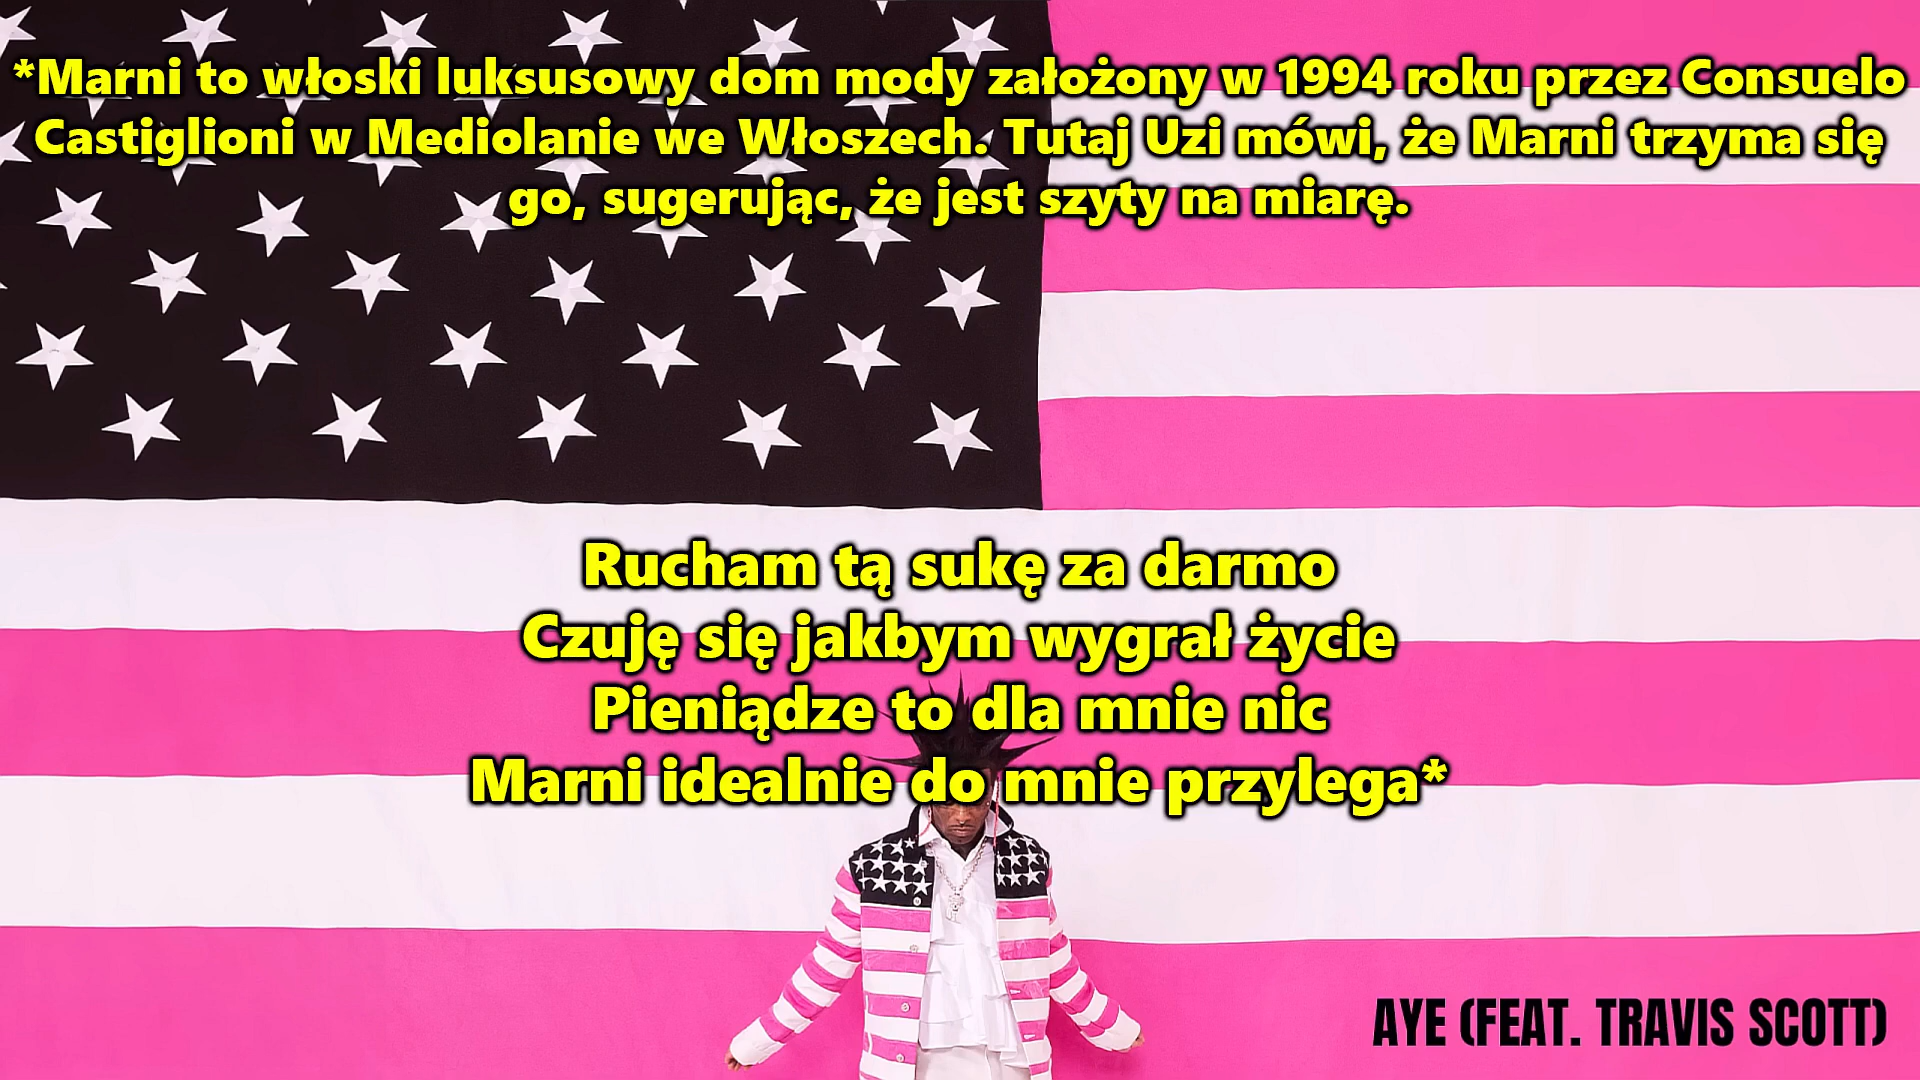 *Marni to włoski luksusowy dom mody założony w 1994 roku przez Consuelo
Castiglioni w Mediolanie we Włoszech. Tutaj Uzi mówi, że Marni trzyma się
go, sugerując, że jest szyty na miarę.
Rucham tą sukę za darmo
Czuję się jakbym wygrał życie
Pieniądze to dla mnie nic
Marni idealnie do mnie przylega*
AYE (FEAT. TRAVIS SCOTT)